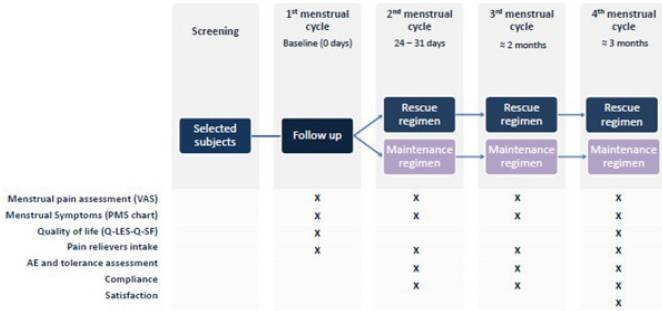 Screening
1st menstrual cycle
Baseline (0 days)
2nd menstrual cycle
24 – 31 days
3rd menstrual cycle
≈ 2 months
4th menstrual cycle
≈ 3 months
Selected subjects
Follow up
Rescue regimen
Rescue regimen
Rescue regimen
Maintenance regimen
Maintenance regimen
Maintenance regimen
Menstrual pain assessment (VAS) X X X X
Menstrual Symptoms (PMS chart) X X X X
Quality of life (Q-LES-Q-SF) X X
Pain relievers intake X X X X
AE and tolerance assessment X X X
Compliance X X X
Satisfaction X